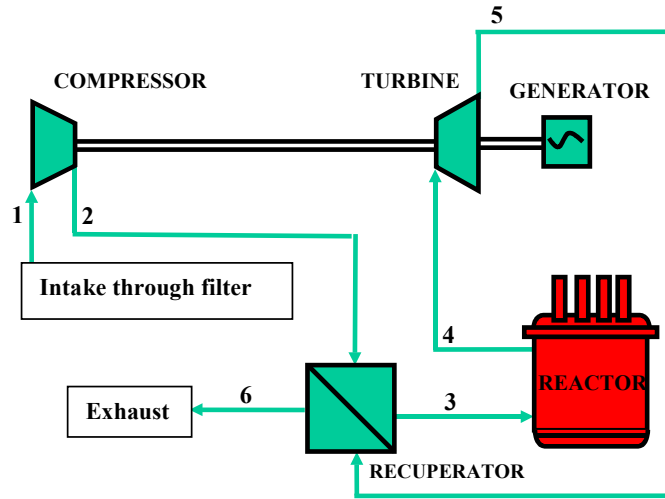 5
COMPRESSOR
TURBINE
GENERATOR
1
2
Intake through filter
4
REACTOR
Exhaust
6
3
RECUPERATOR